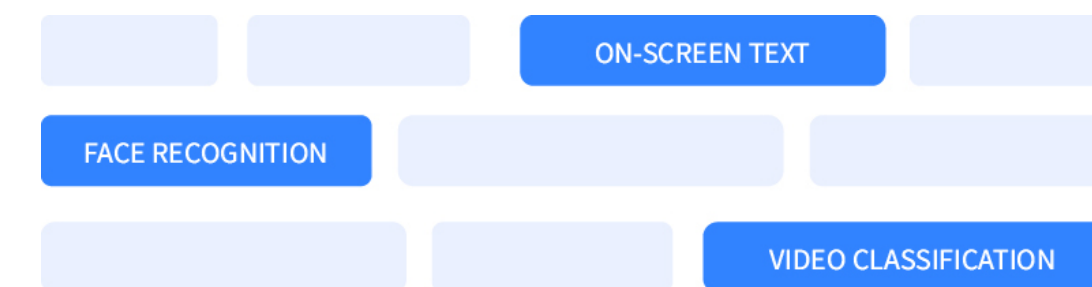 ON-SCREEN TEXT
FACE RECOGNITION
VIDEO CLASSIFICATION